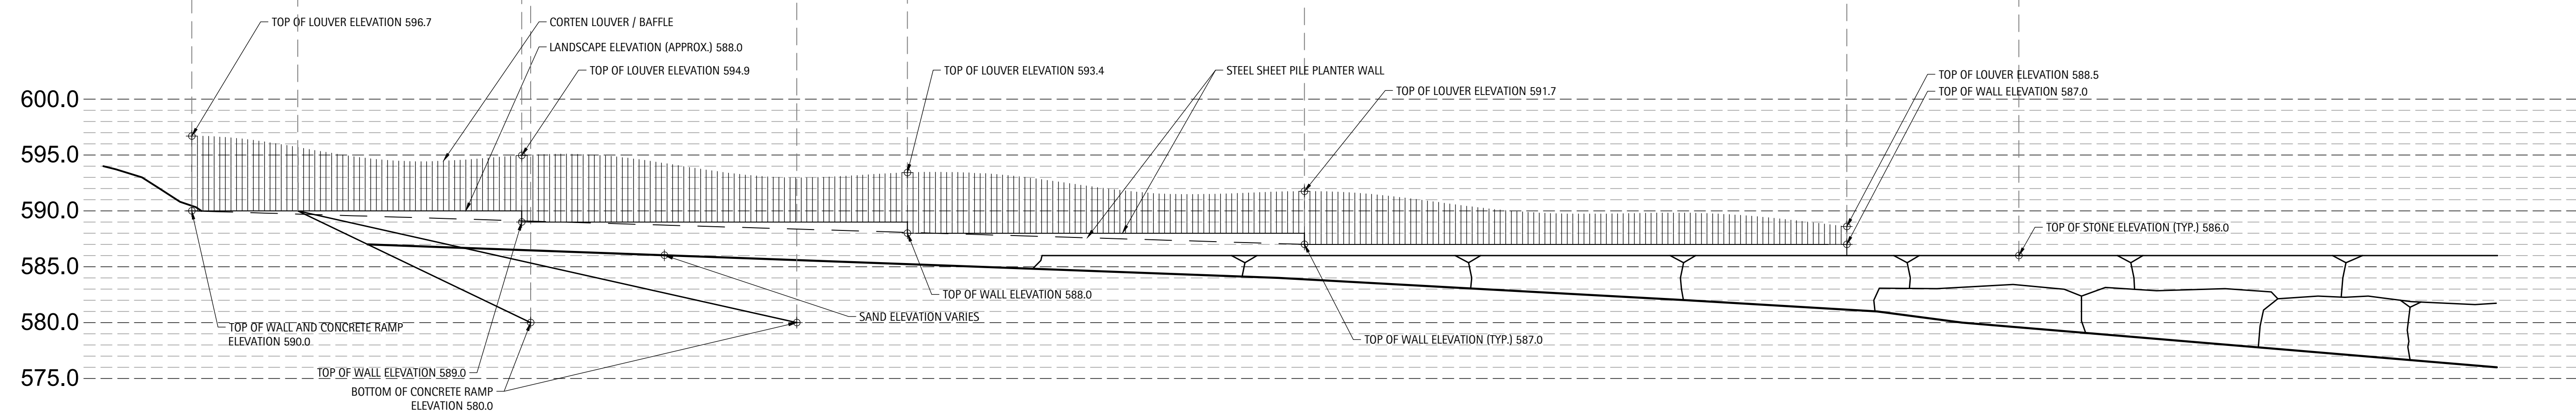 TOP OF LOUVER ELEVATION 596.7
CORTEN LOUVER / BAFFLE
LANDSCAPE ELEVATION (APPROX.) 588.0
TOP OF LOUVER ELEVATION 594.9
TOP OF LOUVER ELEVATION 593.4
STEEL SHEET PILE PLANTER WALL
TOP OF LOUVER ELEVATION 591.7
TOP OF LOUVER ELEVATION 588.5
TOP OF WALL ELEVATION 587.0
600.0
595.0
590.0
585.0
580.0
575.0
TOP OF STONE ELEVATION (TYP.) 586.0
TOP OF WALL ELEVATION 588.0
SAND ELEVATION VARIES
TOP OF WALL AND CONCRETE RAMP
ELEVATION 590.0
TOP OF WALL ELEVATION (TYP.) 587.0
TOP OF WALL ELEVATION 589.0
BOTTOM OF CONCRETE RAMP
ELEVATION 580.0